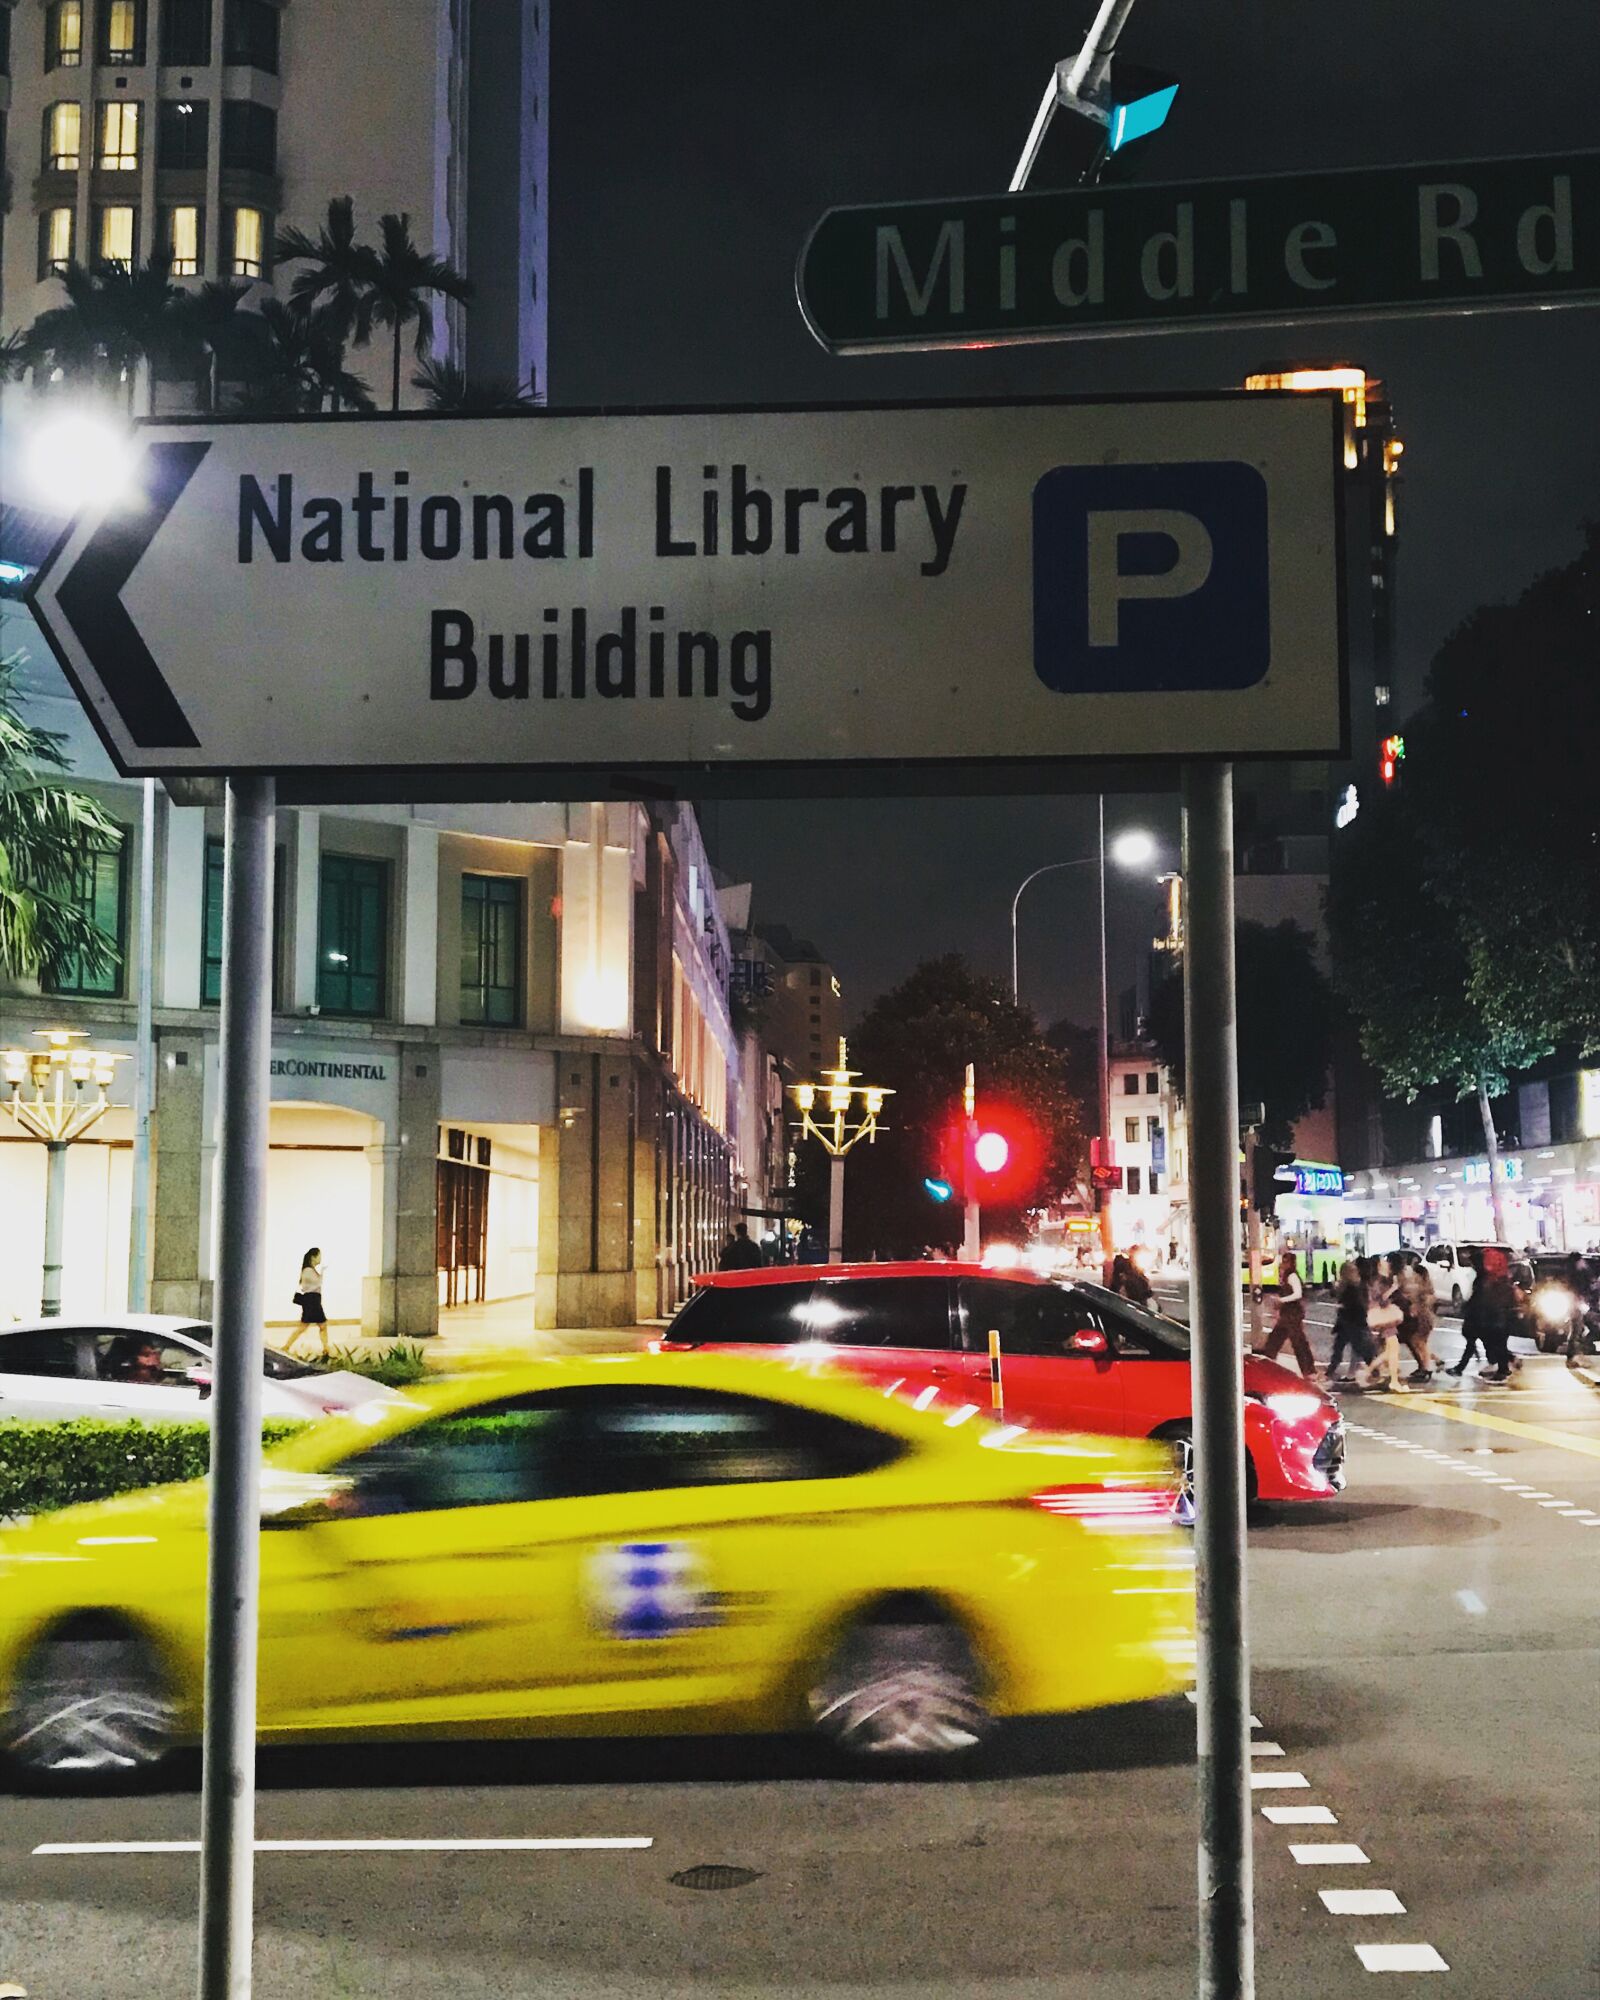 Middle Rd
National Library
Building
P
ERCONTINENTAL